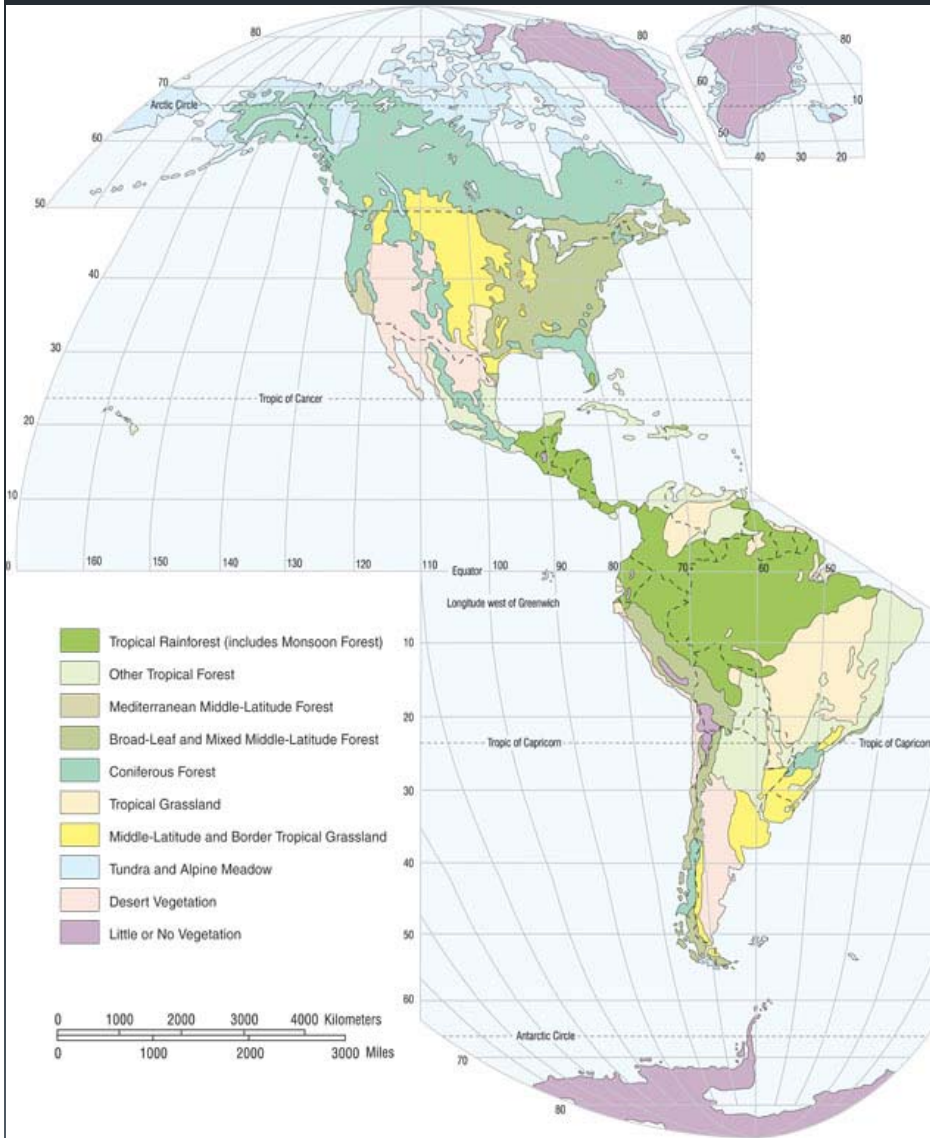 80
80
80
70
Arctic Circle
60
10
60
50
40
30
20
50
40
30
Tropic of Cancer
20
10
0
160
150
140
130
120
110
100
90
80
70
60
50
Equator
Longitude west of Greenwich
10
20
Tropic of Capricorn
Tropic of Capricorn
30
40
50
60
Antarctic Circle
70
80
Tropical Rainforest (includes Monsoon Forest)
Other Tropical Forest
Mediterranean Middle-Latitude Forest
Broad-Leaf and Mixed Middle-Latitude Forest
Coniferous Forest
Tropical Grassland
Middle-Latitude and Border Tropical Grassland
Tundra and Alpine Meadow
Desert Vegetation
Little or No Vegetation
0 1000 2000 3000 4000 Kilometers
0 1000 2000 3000 Miles